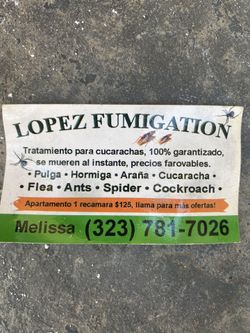 LOPEZ FUMIGATION
Tratamiento para cucarachas, 100% garantizado,
se mueren al instante, precios farovables.
• Pulga • Hormiga • Araña • Cucaracha •
• Flea • Ants • Spider • Cockroach •
Apartamento 1 recamara $125, llama para más ofertas!
Melissa (323) 781-7026